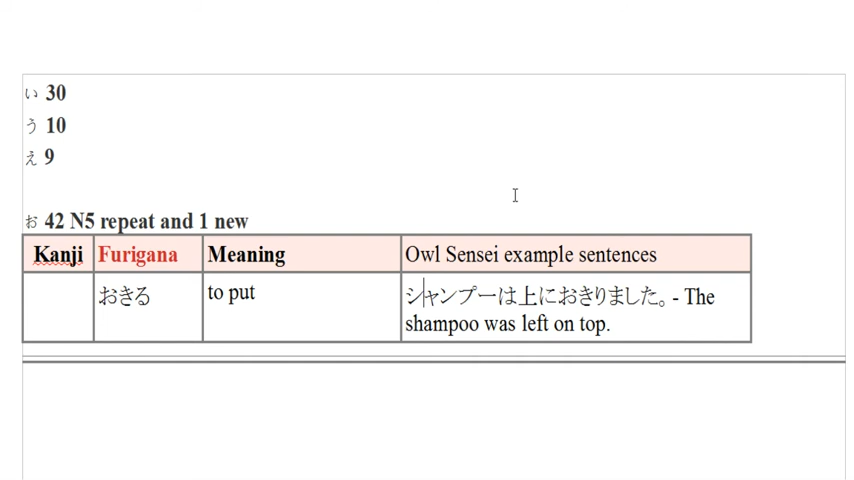 い 30
う 10
え 9
お 42 N5 repeat and 1 new
Kanji Furigana Meaning Owl Sensei example sentences
おきる to put シャンプーは上におきりました。- The
shampoo was left on top.